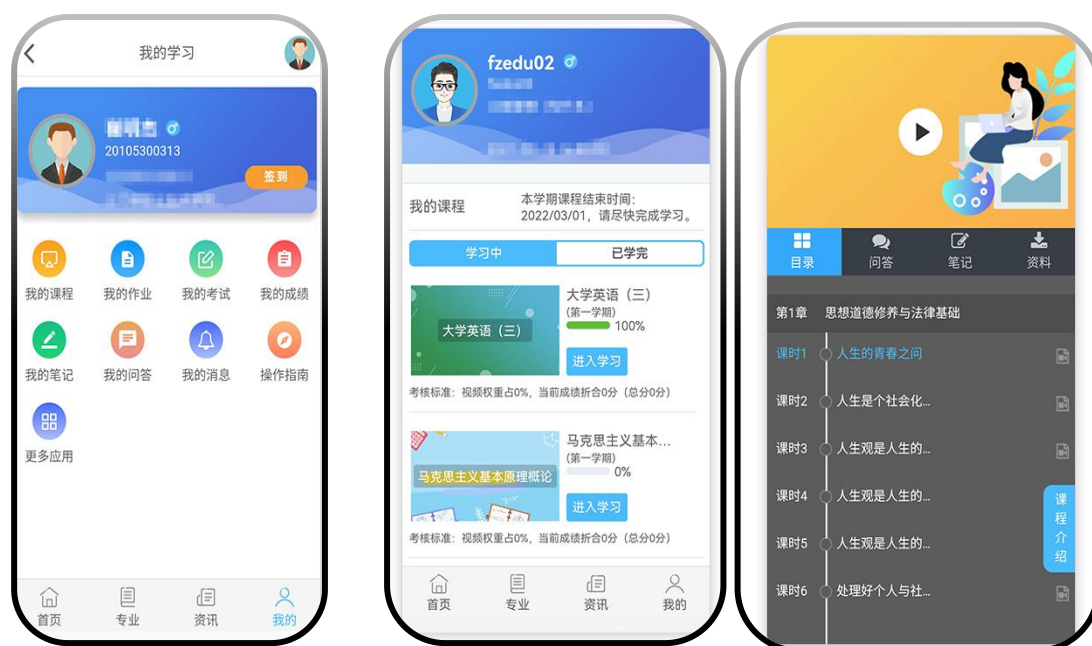 我的学习
20105300313
签到
我的课程
我的作业
我的考试
我的成绩
我的笔记
我的问答
我的消息
操作指南
更多应用
首页
专业
资讯
我的
fzedu02
我的课程
本学期课程结束时间：
2022/03/01，请尽快完成学习。
学习中
已学完
大学英语（三）
大学英语（三）
(第一学期)
100%
进入学习
考核标准：视频权重占0%，当前成绩折合0分（总分0分）
马克思主义基本原理概论
马克思主义基本...
(第一学期)
0%
进入学习
考核标准：视频权重占0%，当前成绩折合0分（总分0分）
首页
专业
资讯
我的
目录
问答
笔记
资料
第1章 思想道德修养与法律基础
课时1 人生的青春之问
课时2 人生是个社会化...
课时3 人生观是人生的...
课时4 人生观是人生的...
课时5 人生观是人生的...
课时6 处理好个人与社...
课程介绍